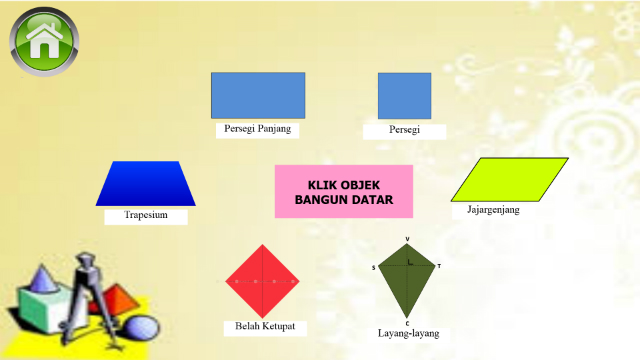 Persegi Panjang
Persegi
Trapesium
KLIK OBJEK
BANGUN DATAR
Jajargenjang
V
S
T
C
Belah Ketupat
Layang-layang